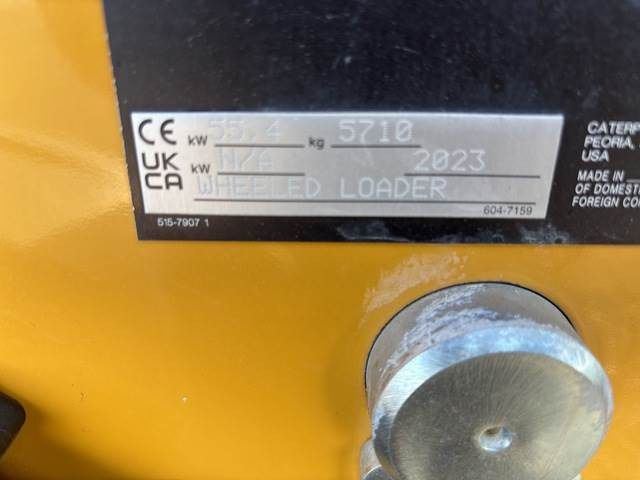 CE kW 55.4 kg 5710
UK CA kW N/A 2023
WHEELED LOADER
604-7159
515-7907 1
CATERP
PEORIA,
USA
MADE IN
OF DOMEST
FOREIGN CO